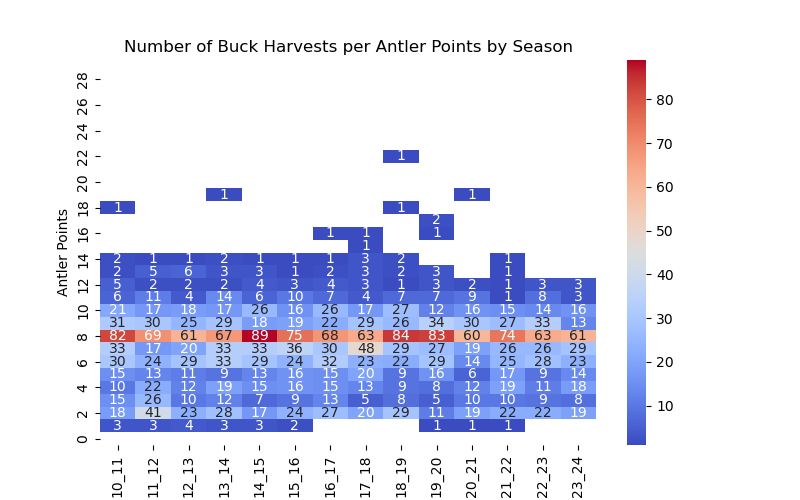 Number of Buck Harvests per Antler Points by Season
Antler Points
28
26
24
22 1
20
1 1
18 1 1
2
16 1 1 1
1
14 2 1 1 2 1 1 1 3 2 1
2 5 6 3 3 1 2 3 2 3 1
12 5 2 2 2 4 3 4 3 1 3 2 1 3 3
6 11 4 14 6 10 7 4 7 7 9 1 8 3
10 21 17 18 17 26 16 26 17 27 12 16 15 14 16
31 30 25 29 18 19 22 29 26 34 30 27 33 13
8 82 69 61 67 89 75 68 63 84 83 60 74 63 61
33 17 20 33 33 36 30 48 29 27 19 26 26 29
6 30 24 29 33 29 24 32 23 22 29 14 25 28 23
15 13 11 9 13 16 15 20 9 16 6 17 9 14
4 10 22 12 19 15 16 15 13 9 8 12 19 11 18
15 26 10 12 7 9 13 5 8 5 10 10 9 8
2 18 41 23 28 17 24 27 20 29 11 19 22 22 19
3 3 4 3 3 2 1 1 1
0
10_11 11_12 12_13 13_14 14_15 15_16 16_17 17_18 18_19 19_20 20_21 21_22 22_23 23_24
80
70
60
50
40
30
20
10